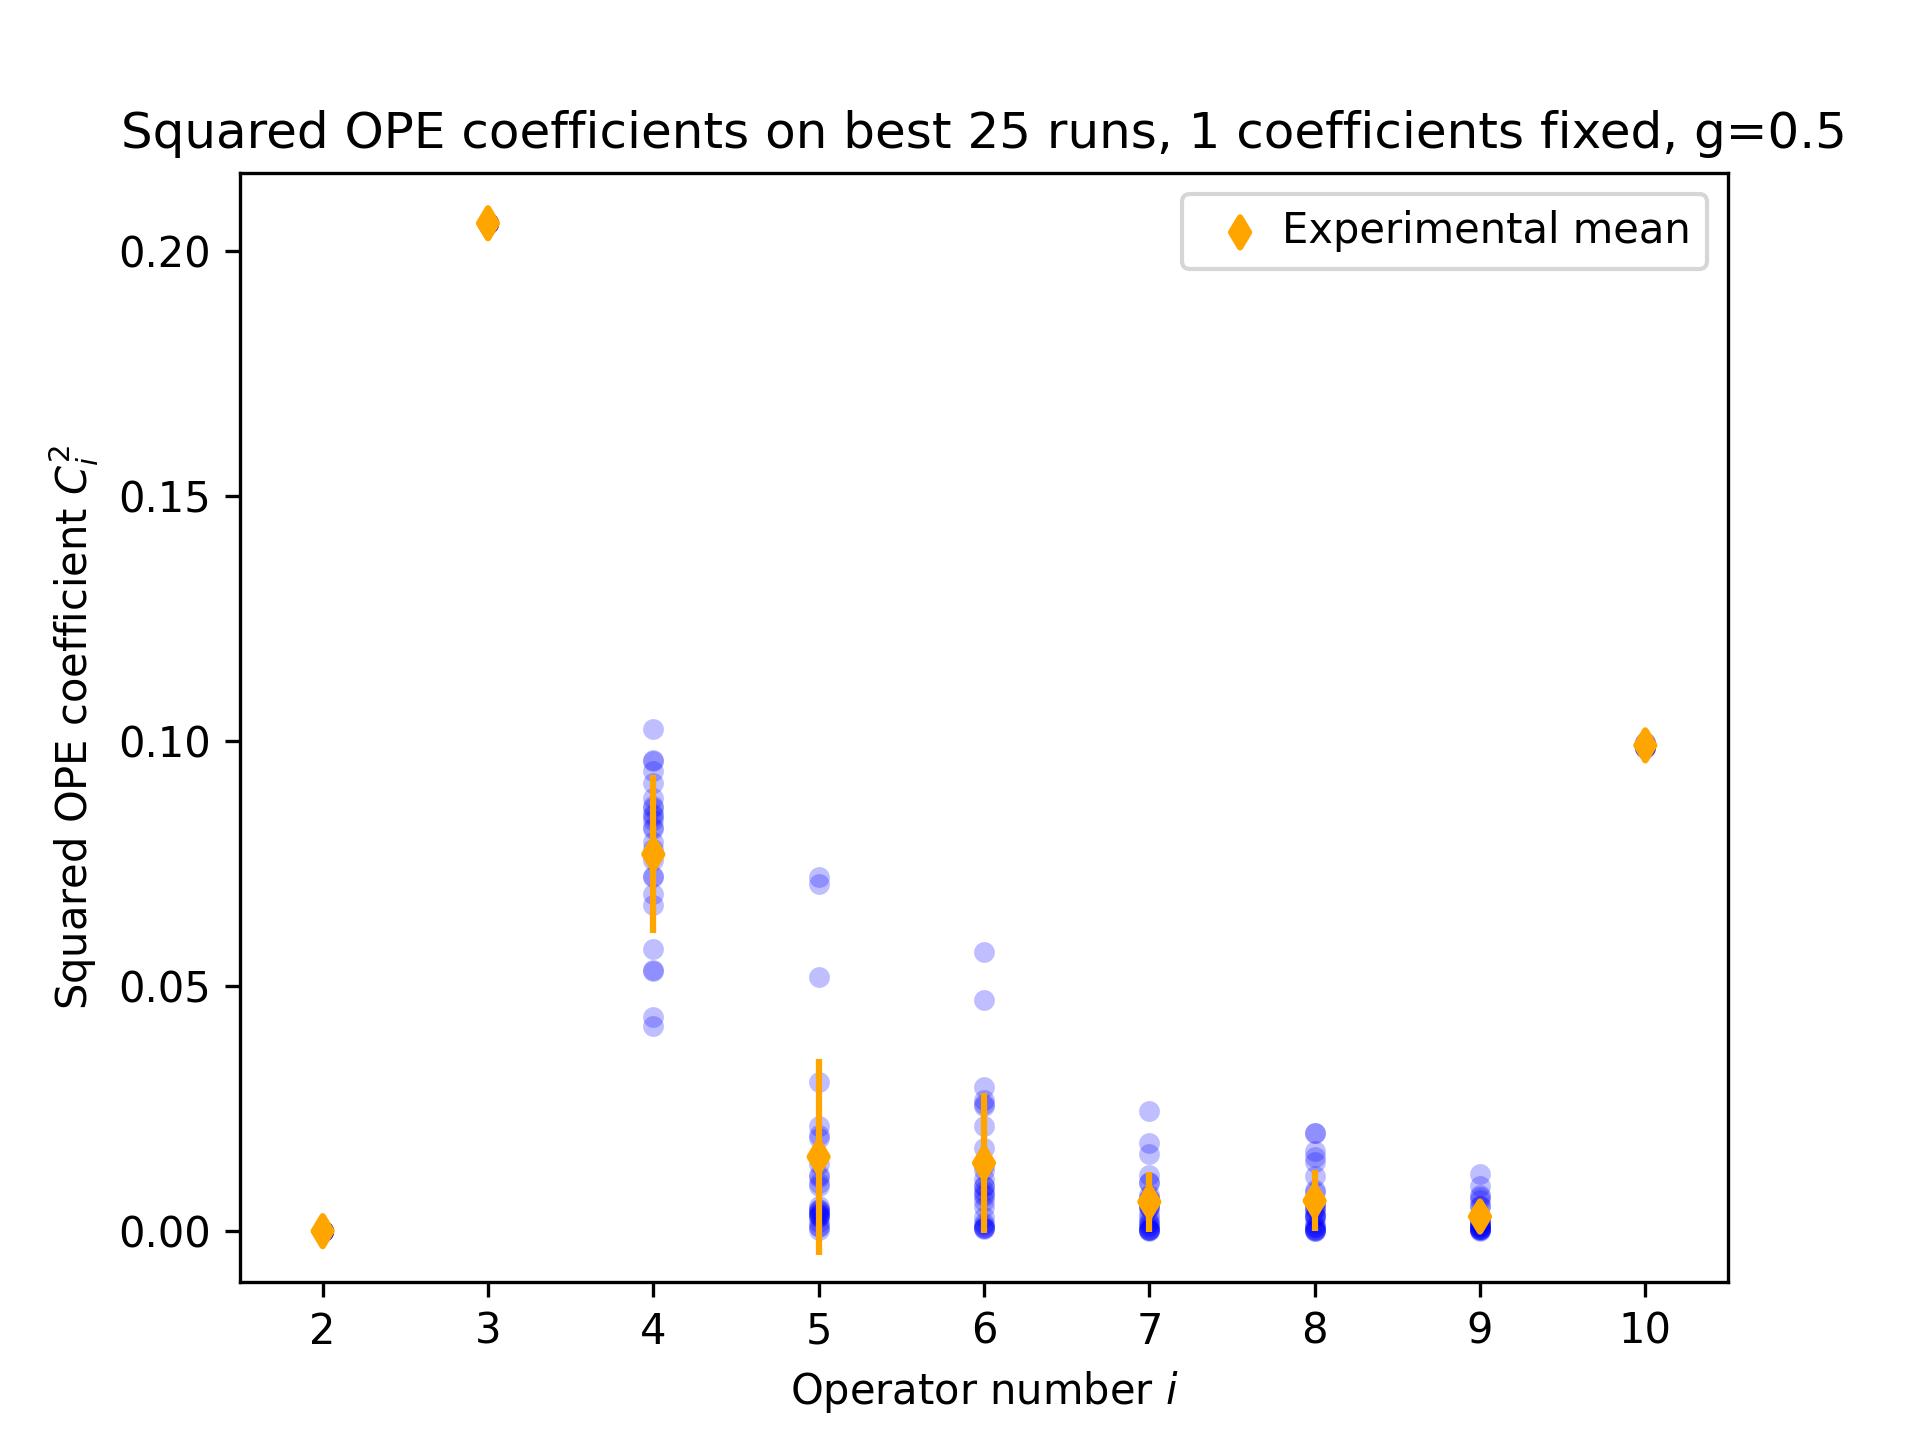 Squared OPE coefficients on best 25 runs, 1 coefficients fixed, g=0.5
Experimental mean
Squared OPE coefficient $C_i^2$
0.20
0.15
0.10
0.05
0.00
2 3 4 5 6 7 8 9 10
Operator number i